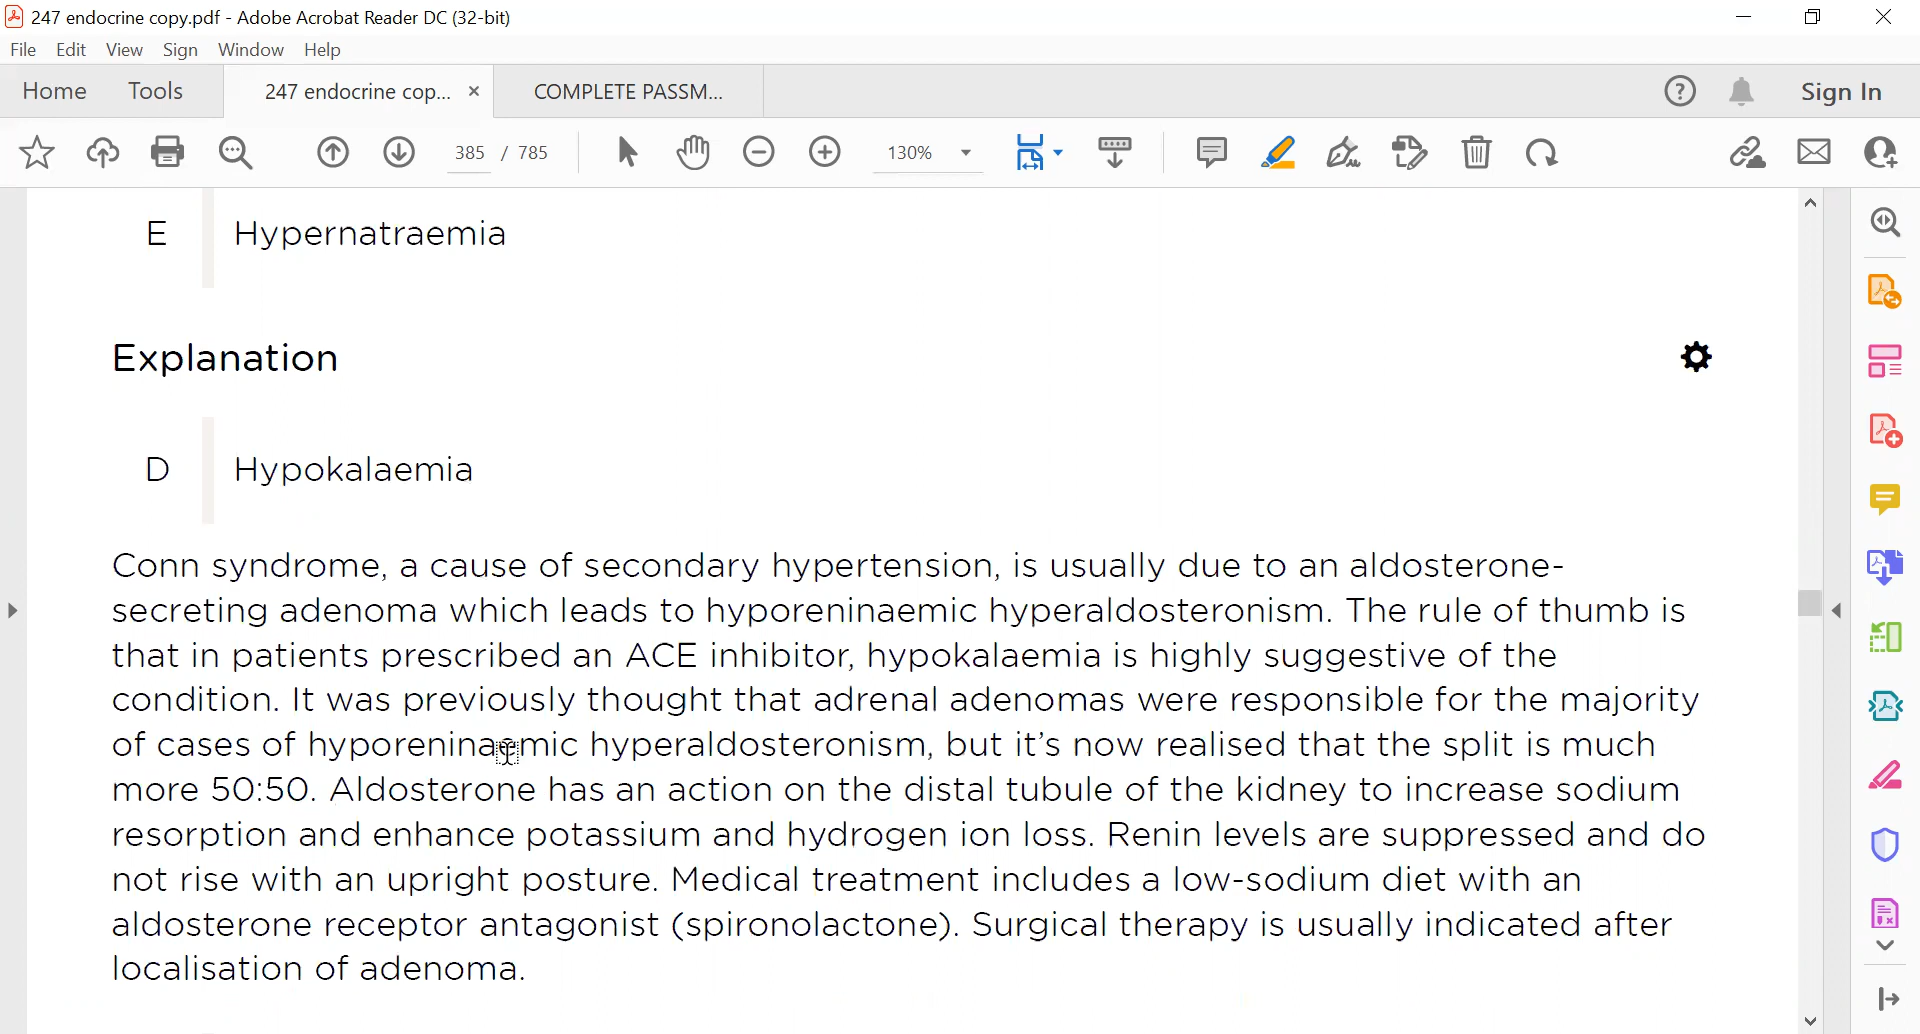 247 endocrine copy.pdf - Adobe Acrobat Reader DC (32-bit)
File Edit View Sign Window Help
Home Tools 247 endocrine cop... × COMPLETE PASSM... Sign In
385 / 785 130%
E Hypernatraemia
Explanation
D Hypokalaemia
Conn syndrome, a cause of secondary hypertension, is usually due to an aldosterone-
secreting adenoma which leads to hyporeninaemic hyperaldosteronism. The rule of thumb is
that in patients prescribed an ACE inhibitor, hypokalaemia is highly suggestive of the
condition. It was previously thought that adrenal adenomas were responsible for the majority
of cases of hyporeninaemic hyperaldosteronism, but it’s now realised that the split is much
more 50:50. Aldosterone has an action on the distal tubule of the kidney to increase sodium
resorption and enhance potassium and hydrogen ion loss. Renin levels are suppressed and do
not rise with an upright posture. Medical treatment includes a low-sodium diet with an
aldosterone receptor antagonist (spironolactone). Surgical therapy is usually indicated after
localisation of adenoma.